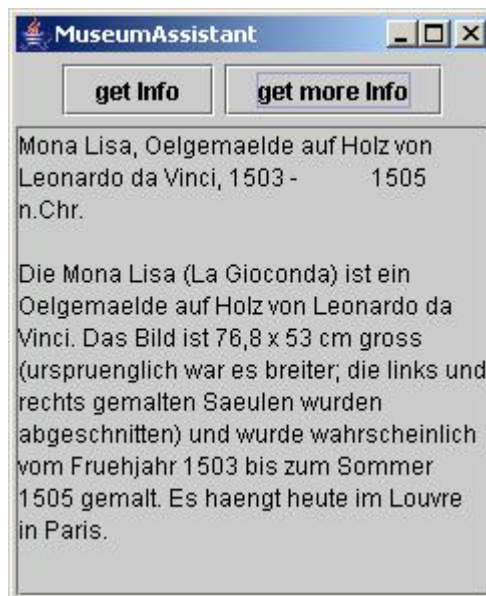 MuseumAssistant
get Info get more Info
Mona Lisa, Oelgemaelde auf Holz von
Leonardo da Vinci, 1503 - 1505
n.Chr.
Die Mona Lisa (La Gioconda) ist ein
Oelgemaelde auf Holz von Leonardo da
Vinci. Das Bild ist 76,8 x 53 cm gross
(urspruenglich war es breiter; die links und
rechts gemalten Saeulen wurden
abgeschnitten) und wurde wahrscheinlich
vom Fruehjahr 1503 bis zum Sommer
1505 gemalt. Es haengt heute im Louvre
in Paris.